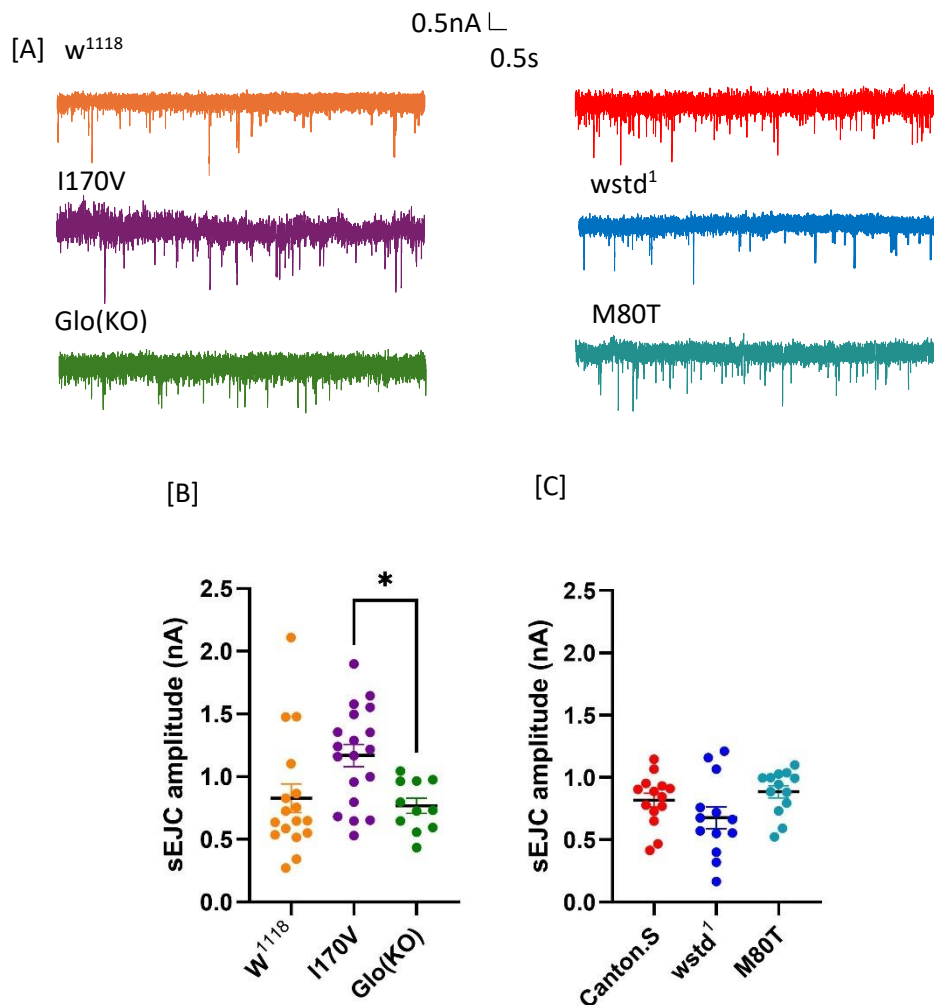 0.5nA
0.5s
[A] w¹¹¹⁸
I170V
wstd¹
Glo(KO)
M80T
[B]
[C]
*
sEJC amplitude (nA)
2.5
2.0
1.5
1.0
0.5
0.0
W¹¹¹⁸
I170V
Glo(KO)
sEJC amplitude (nA)
2.5
2.0
1.5
1.0
0.5
0.0
Canton.S
wstd¹
M80T